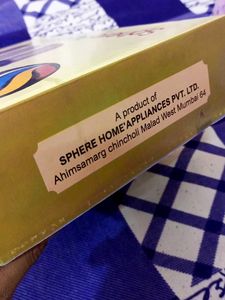 A product of
SPHERE HOME'APPLIANCES PVT. LTD.
Ahimsamarg chincholi Malad West Mumbai 64